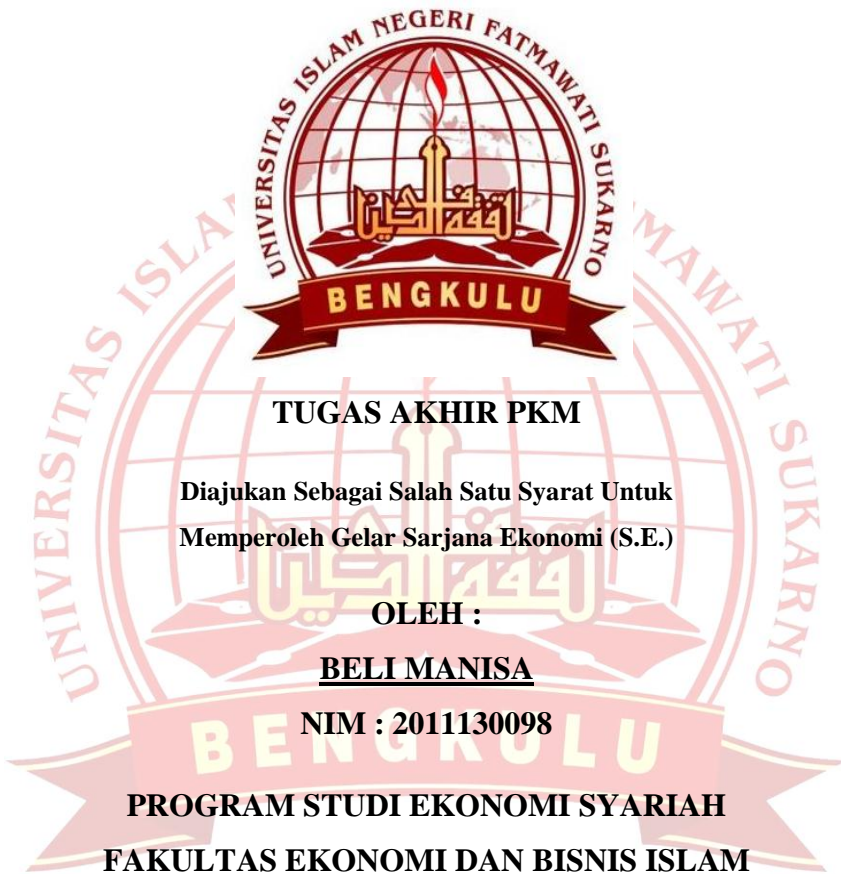 UNIVERSITAS ISLAM NEGERI FATMAWATI SUKARNO
BENGKULU
TUGAS AKHIR PKM
Diajukan Sebagai Salah Satu Syarat Untuk
Memperoleh Gelar Sarjana Ekonomi (S.E.)
OLEH :
BELI MANISA
NIM : 2011130098
PROGRAM STUDI EKONOMI SYARIAH
FAKULTAS EKONOMI DAN BISNIS ISLAM